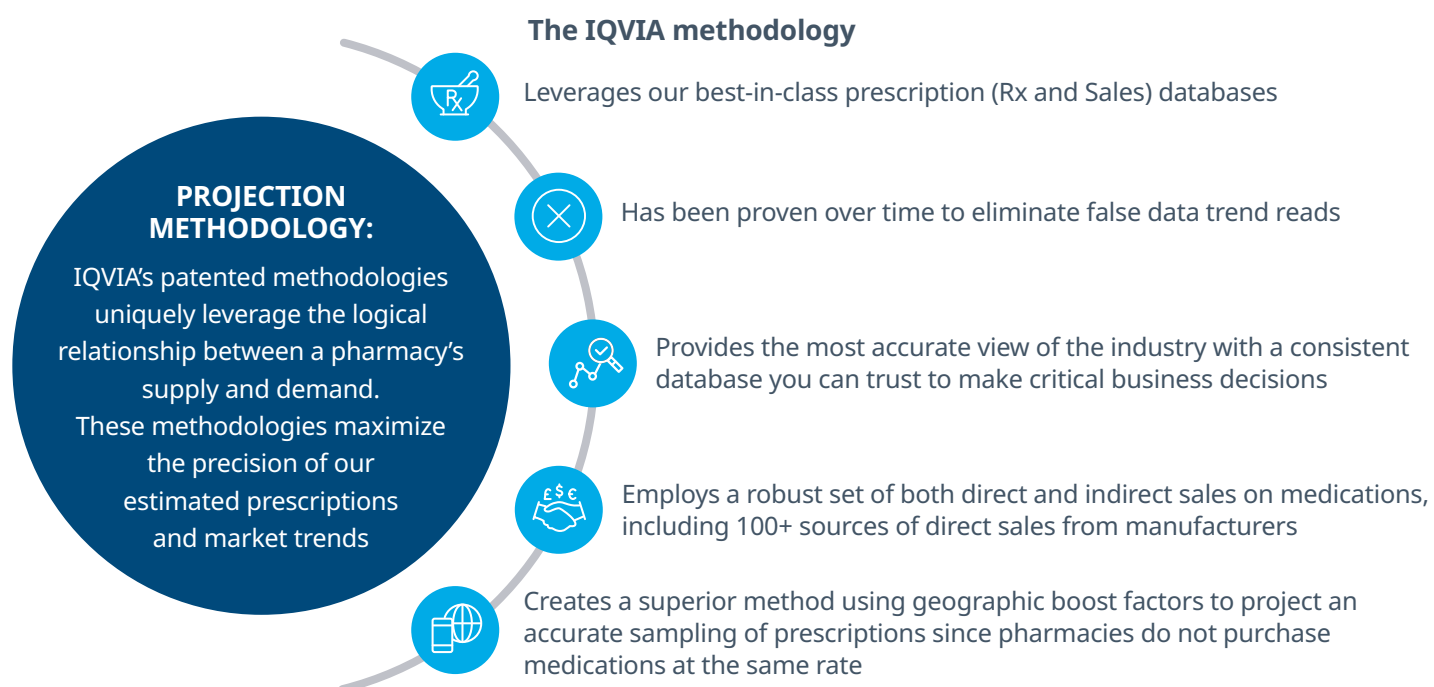 The IQVIA methodology
Leverages our best-in-class prescription (Rx and Sales) databases
Rx
PROJECTION
METHODOLOGY:
IQVIA’s patented methodologies
uniquely leverage the logical
relationship between a pharmacy’s
supply and demand.
These methodologies maximize
the precision of our
estimated prescriptions
and market trends
Has been proven over time to eliminate false data trend reads
Provides the most accurate view of the industry with a consistent
database you can trust to make critical business decisions
£$€
Employs a robust set of both direct and indirect sales on medications,
including 100+ sources of direct sales from manufacturers
Creates a superior method using geographic boost factors to project an
accurate sampling of prescriptions since pharmacies do not purchase
medications at the same rate